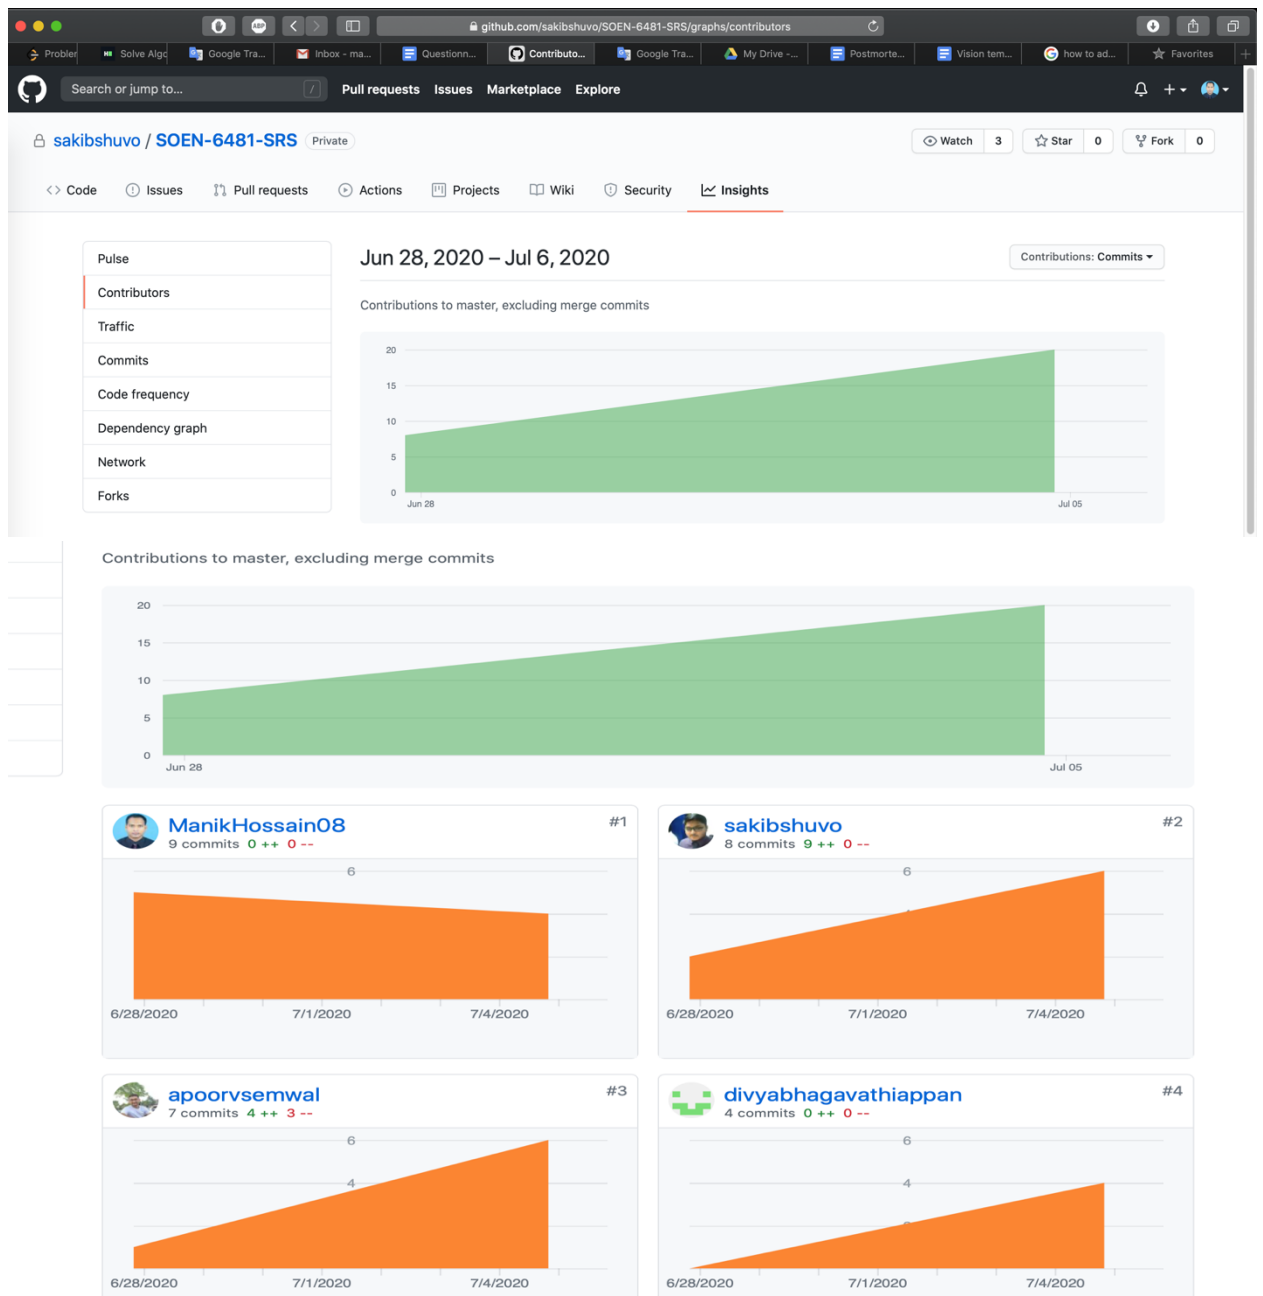 github.com/sakibshuvo/SOEN-6481-SRS/graphs/contributors
Problem Solve Algo Google Tra... Inbox - ma... Questionn... Contributo... Google Tra... My Drive -... Postmorte... Vision tem... how to ad... Favorites
Search or jump to... / Pull requests Issues Marketplace Explore
sakibshuvo / SOEN-6481-SRS Private Watch 3 Star 0 Fork 0
Code Issues Pull requests Actions Projects Wiki Security Insights
Pulse
Contributors
Traffic
Commits
Code frequency
Dependency graph
Network
Forks
Jun 28, 2020 – Jul 6, 2020 Contributions: Commits
Contributions to master, excluding merge commits
20
15
10
5
0
Jun 28 Jul 05
Contributions to master, excluding merge commits
20
15
10
5
0
Jun 28 Jul 05
ManikHossain08 #1
9 commits 0 ++ 0 --
6
6/28/2020 7/1/2020 7/4/2020
sakibshuvo #2
8 commits 9 ++ 0 --
6
6/28/2020 7/1/2020 7/4/2020
apoorvsemwal #3
7 commits 4 ++ 3 --
6
4
6/28/2020 7/1/2020 7/4/2020
divyabhagavathiappan #4
4 commits 0 ++ 0 --
6
4
6/28/2020 7/1/2020 7/4/2020